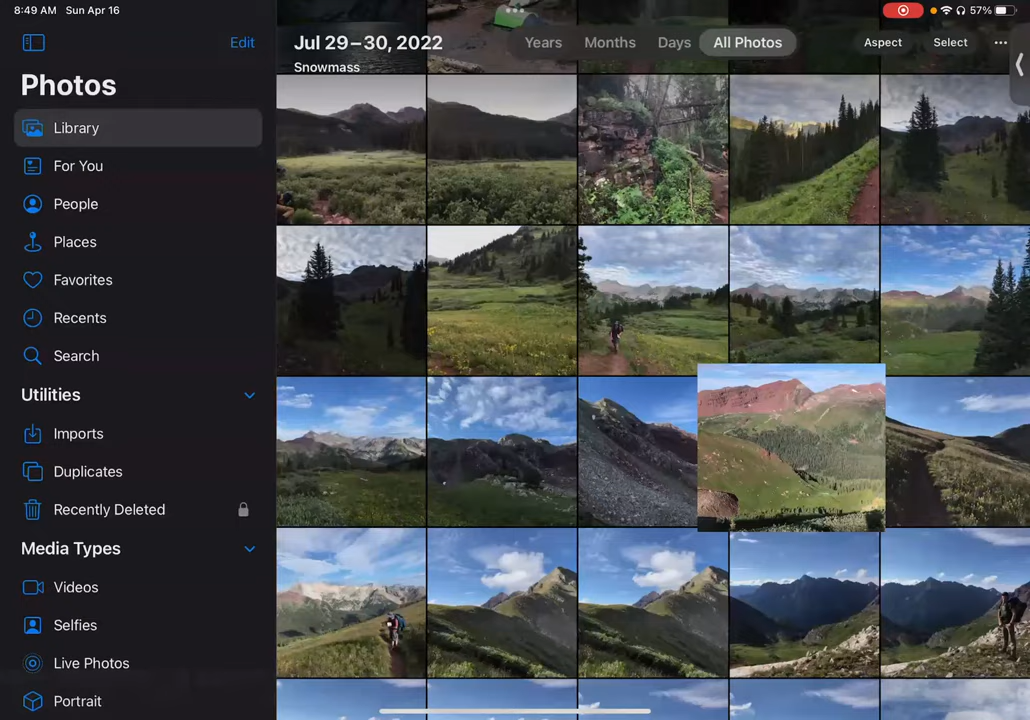 8:49 AM Sun Apr 16
57%
Edit
Photos
Library
For You
People
Places
Favorites
Recents
Search
Utilities
Imports
Duplicates
Recently Deleted
Media Types
Videos
Selfies
Live Photos
Portrait
Jul 29–30, 2022
Snowmass
Years
Months
Days
All Photos
Aspect
Select